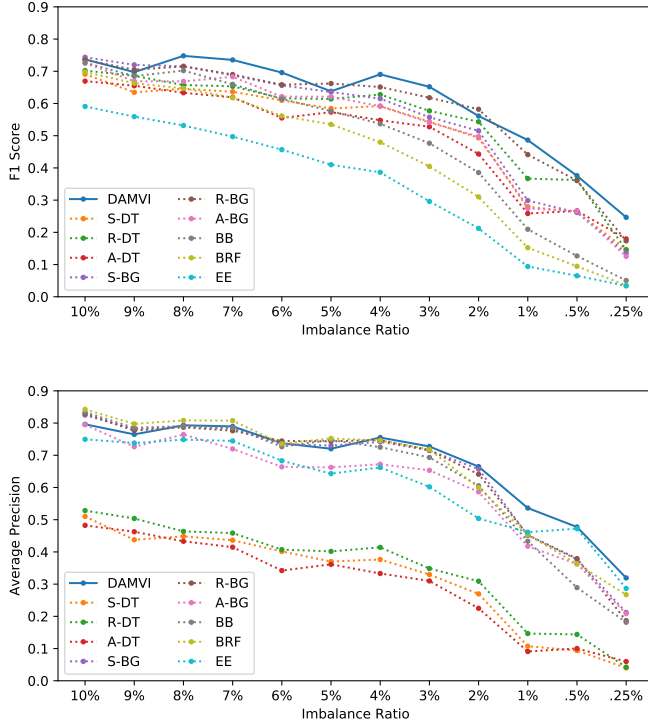 0.9
0.8
0.7
0.6
0.5
0.4
0.3
0.2
0.1
0.0
F1 Score
DAMVI
S-DT
R-DT
A-DT
S-BG
R-BG
A-BG
BB
BRF
EE
10% 9% 8% 7% 6% 5% 4% 3% 2% 1% .5% .25%
Imbalance Ratio
0.9
0.8
0.7
0.6
0.5
0.4
0.3
0.2
0.1
0.0
Average Precision
DAMVI
S-DT
R-DT
A-DT
S-BG
R-BG
A-BG
BB
BRF
EE
10% 9% 8% 7% 6% 5% 4% 3% 2% 1% .5% .25%
Imbalance Ratio